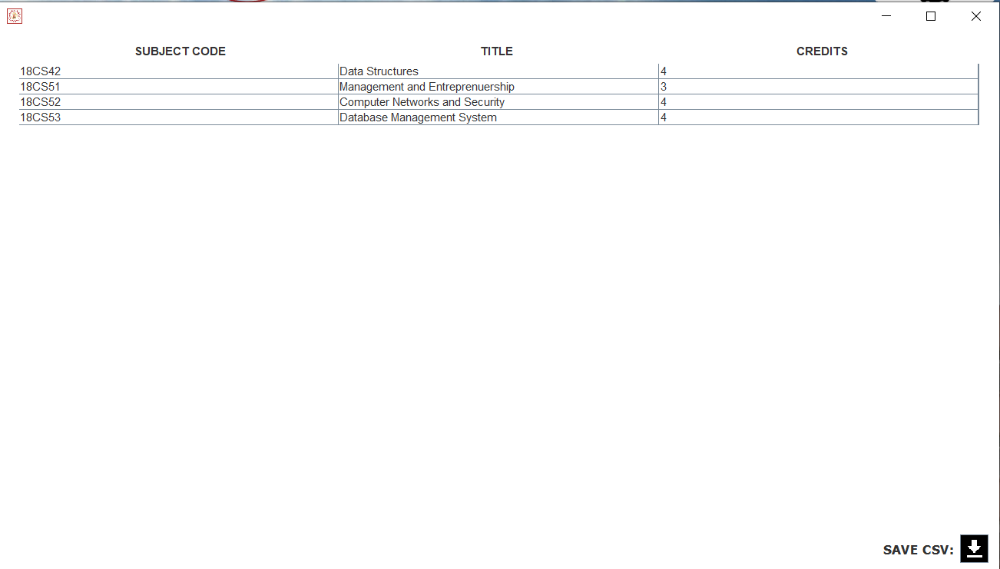 SUBJECT CODE TITLE CREDITS
18CS42 Data Structures 4
18CS51 Management and Entreprenuership 3
18CS52 Computer Networks and Security 4
18CS53 Database Management System 4
SAVE CSV: